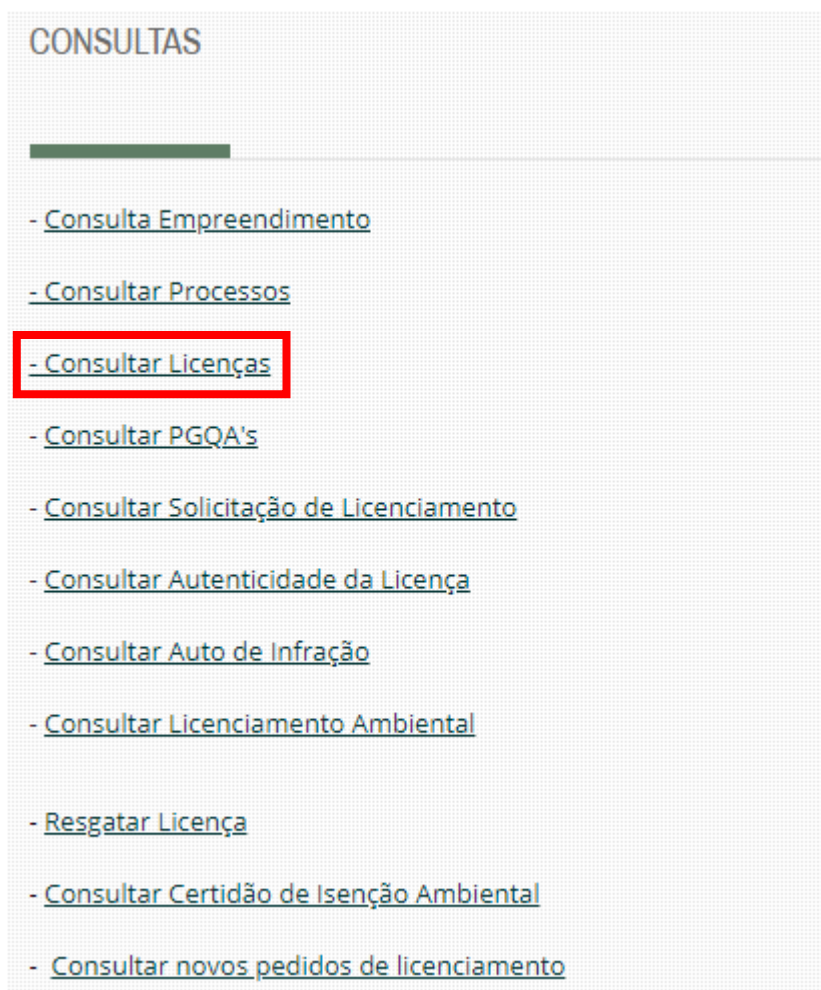 CONSULTAS
- Consulta Empreendimento
- Consultar Processos
- Consultar Licenças
- Consultar PGQA's
- Consultar Solicitação de Licenciamento
- Consultar Autenticidade da Licença
- Consultar Auto de Infração
- Consultar Licenciamento Ambiental
- Resgatar Licença
- Consultar Certidão de Isenção Ambiental
- Consultar novos pedidos de licenciamento